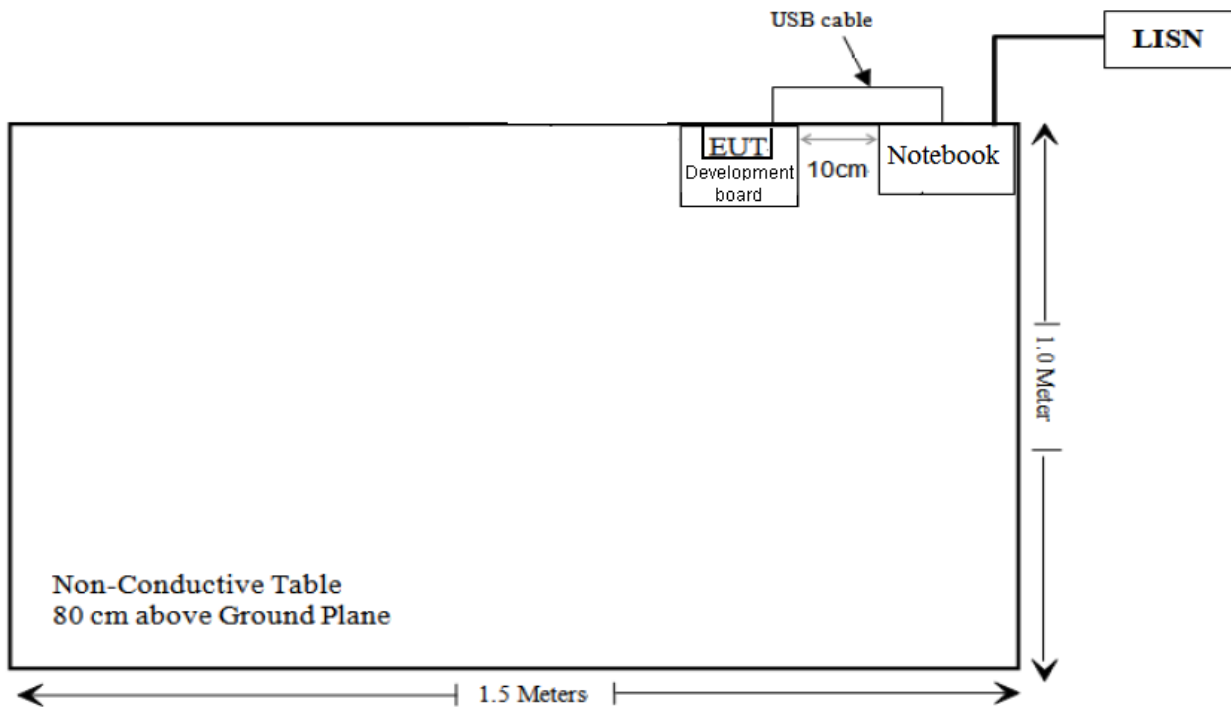 USB cable
LISN
EUT
Development
board
10cm
Notebook
1.0 Meter
Non-Conductive Table
80 cm above Ground Plane
1.5 Meters